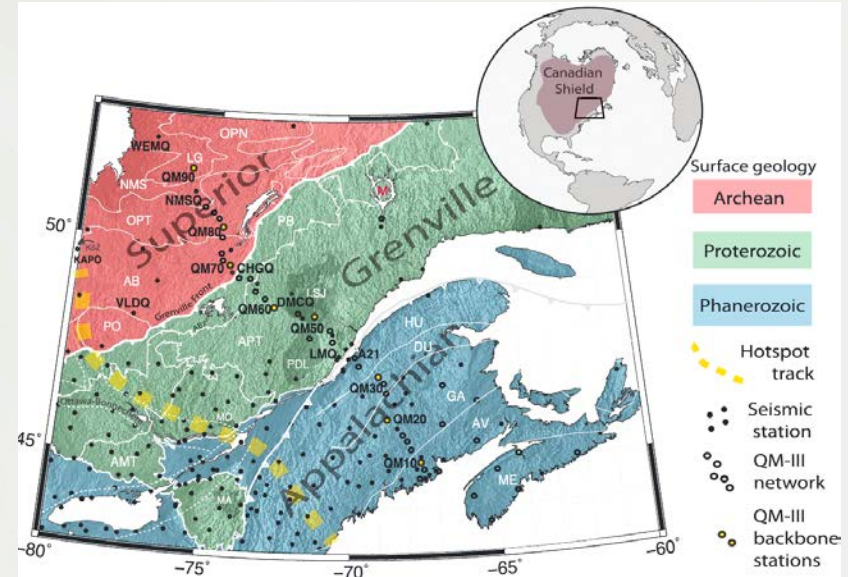 Canadian
Shield
Surface geology
Archean
Proterozoic
Phanerozoic
Hotspot
track
Seismic
station
QM-III
network
QM-III
backbone
stations
Superior
Grenville
Appalachian
OPN
WEMQ
LG
QM90
NMS
NMSQ
OPT
QM80
PB
M
50°
KSZ
KAPO
QM70
CHGQ
AB
VLDQ
Grenville Front
LSJ
QM60
DMCQ
PO
QM50
APT
HU
DU
LMQ
A21
PDL
QM30
GA
MO
QM20
AV
45°
AMT
QM10
MA
ME
−80°
−75°
−70°
−65°
−60°